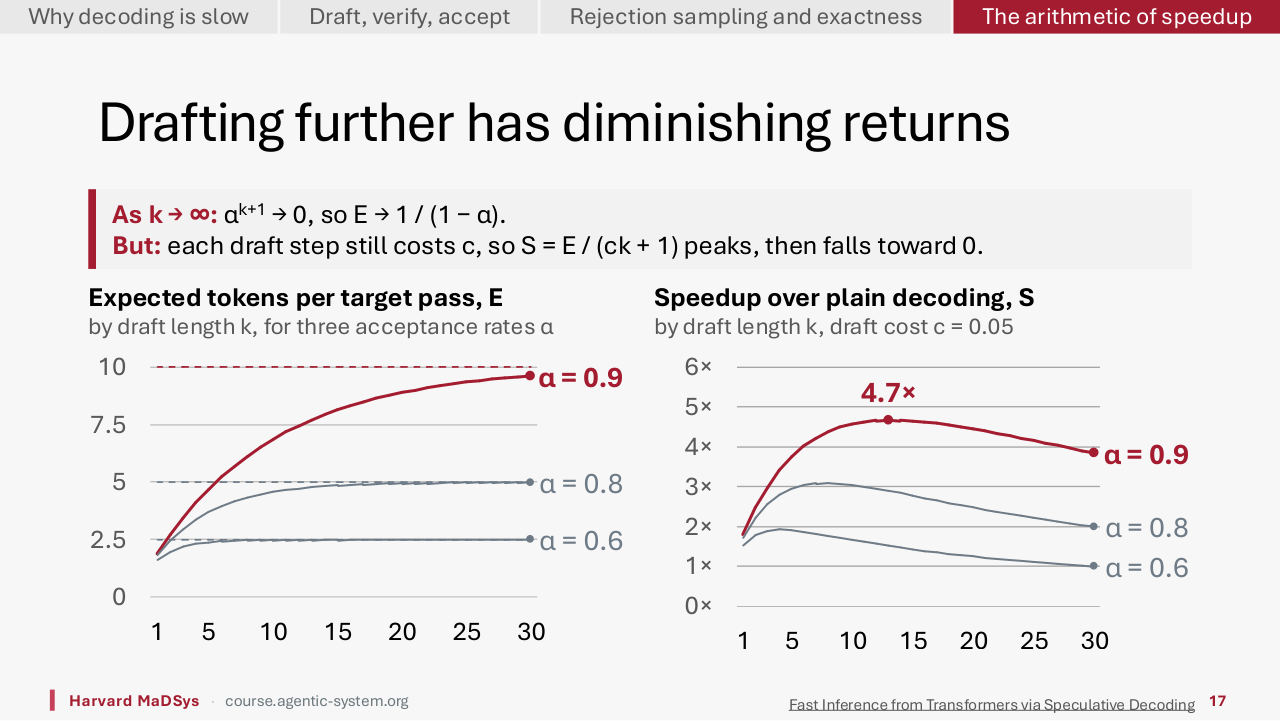 Why decoding is slow
Draft, verify, accept
Rejection sampling and exactness
The arithmetic of speedup
Drafting further has diminishing returns
As k → ∞: αᵏ⁺¹ → 0, so E → 1 / (1 − α).
But: each draft step still costs c, so S = E / (ck + 1) peaks, then falls toward 0.
Expected tokens per target pass, E
by draft length k, for three acceptance rates α
10
7.5
5
2.5
0
α = 0.9
α = 0.8
α = 0.6
1 5 10 15 20 25 30
Speedup over plain decoding, S
by draft length k, draft cost c = 0.05
6×
5×
4×
3×
2×
1×
0×
4.7×
α = 0.9
α = 0.8
α = 0.6
1 5 10 15 20 25 30
Harvard MaDSys · course.agentic-system.org
Fast Inference from Transformers via Speculative Decoding 17